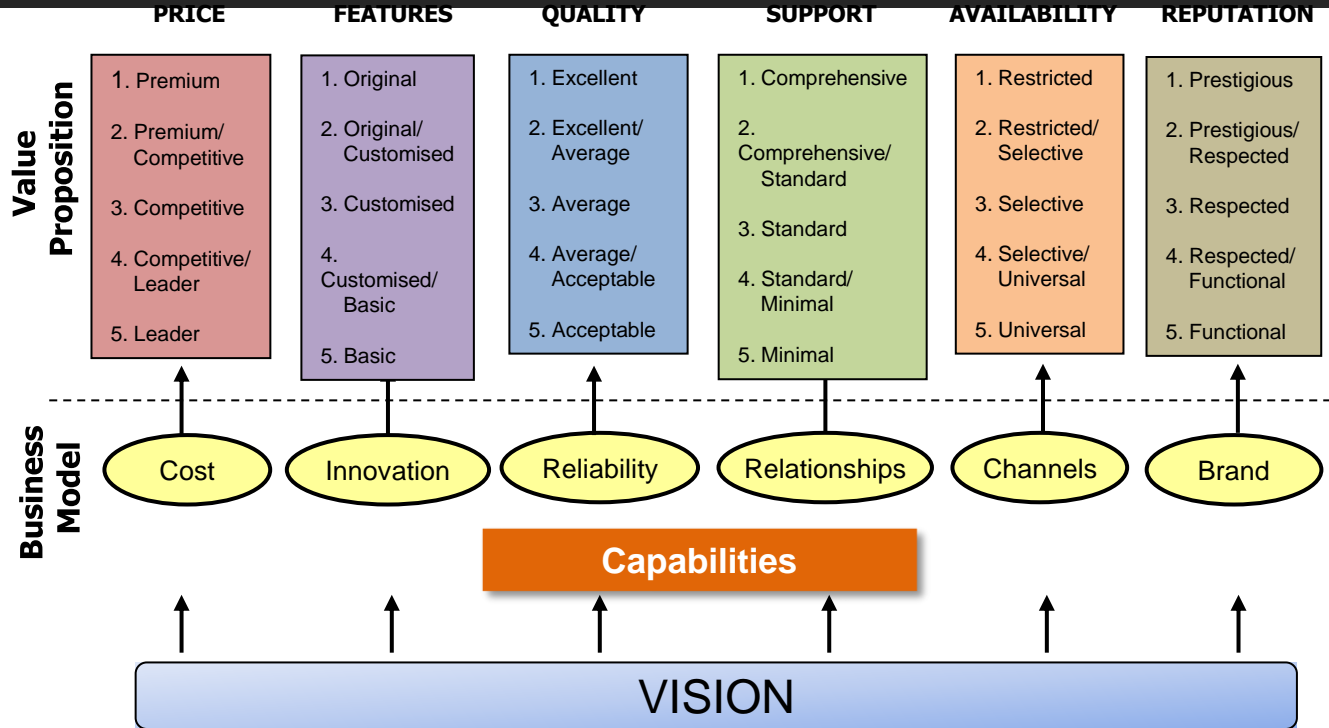 PRICE
FEATURES
QUALITY
SUPPORT
AVAILABILITY
REPUTATION
Value
Proposition
1. Premium
2. Premium/
Competitive
3. Competitive
4. Competitive/
Leader
5. Leader
1. Original
2. Original/
Customised
3. Customised
4.
Customised/
Basic
5. Basic
1. Excellent
2. Excellent/
Average
3. Average
4. Average/
Acceptable
5. Acceptable
1. Comprehensive
2.
Comprehensive/
Standard
3. Standard
4. Standard/
Minimal
5. Minimal
1. Restricted
2. Restricted/
Selective
3. Selective
4. Selective/
Universal
5. Universal
1. Prestigious
2. Prestigious/
Respected
3. Respected
4. Respected/
Functional
5. Functional
Business
Model
Cost
Innovation
Reliability
Relationships
Channels
Brand
Capabilities
VISION